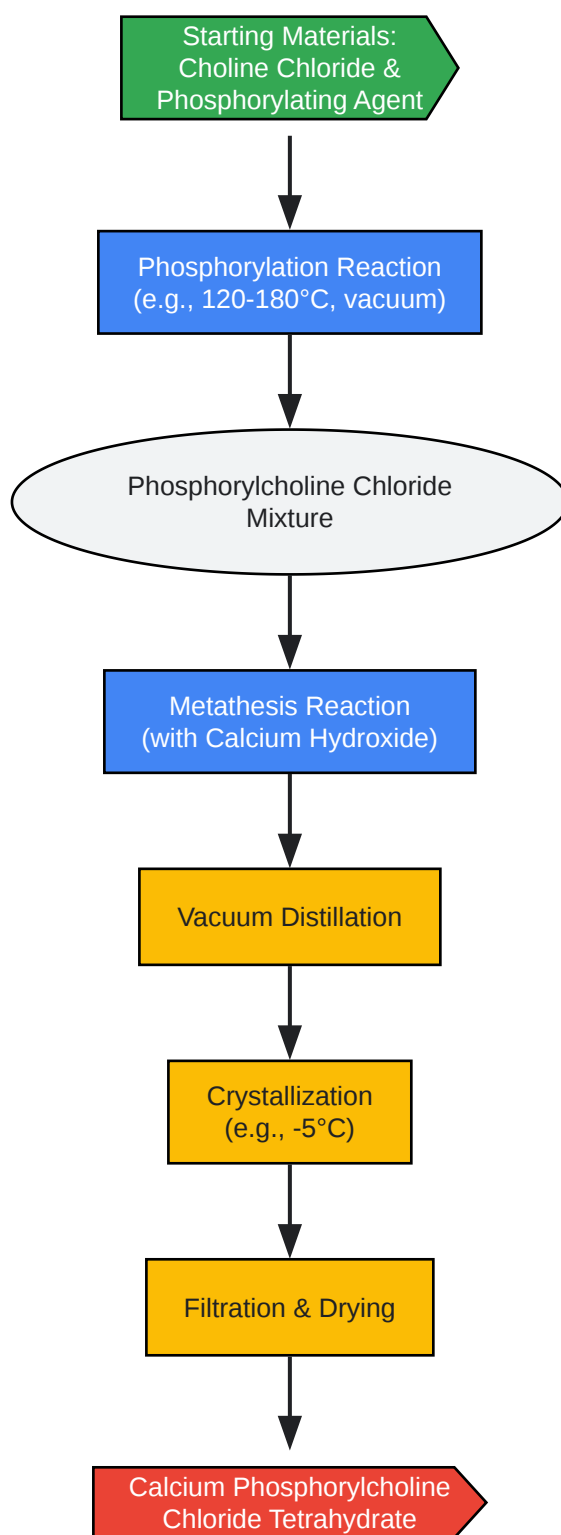 Starting Materials:
Choline Chloride &
Phosphorylating Agent
Phosphorylation Reaction
(e.g., 120-180°C, vacuum)
Phosphorylcholine Chloride
Mixture
Metathesis Reaction
(with Calcium Hydroxide)
Vacuum Distillation
Crystallization
(e.g., -5°C)
Filtration & Drying
Calcium Phosphorylcholine
Chloride Tetrahydrate